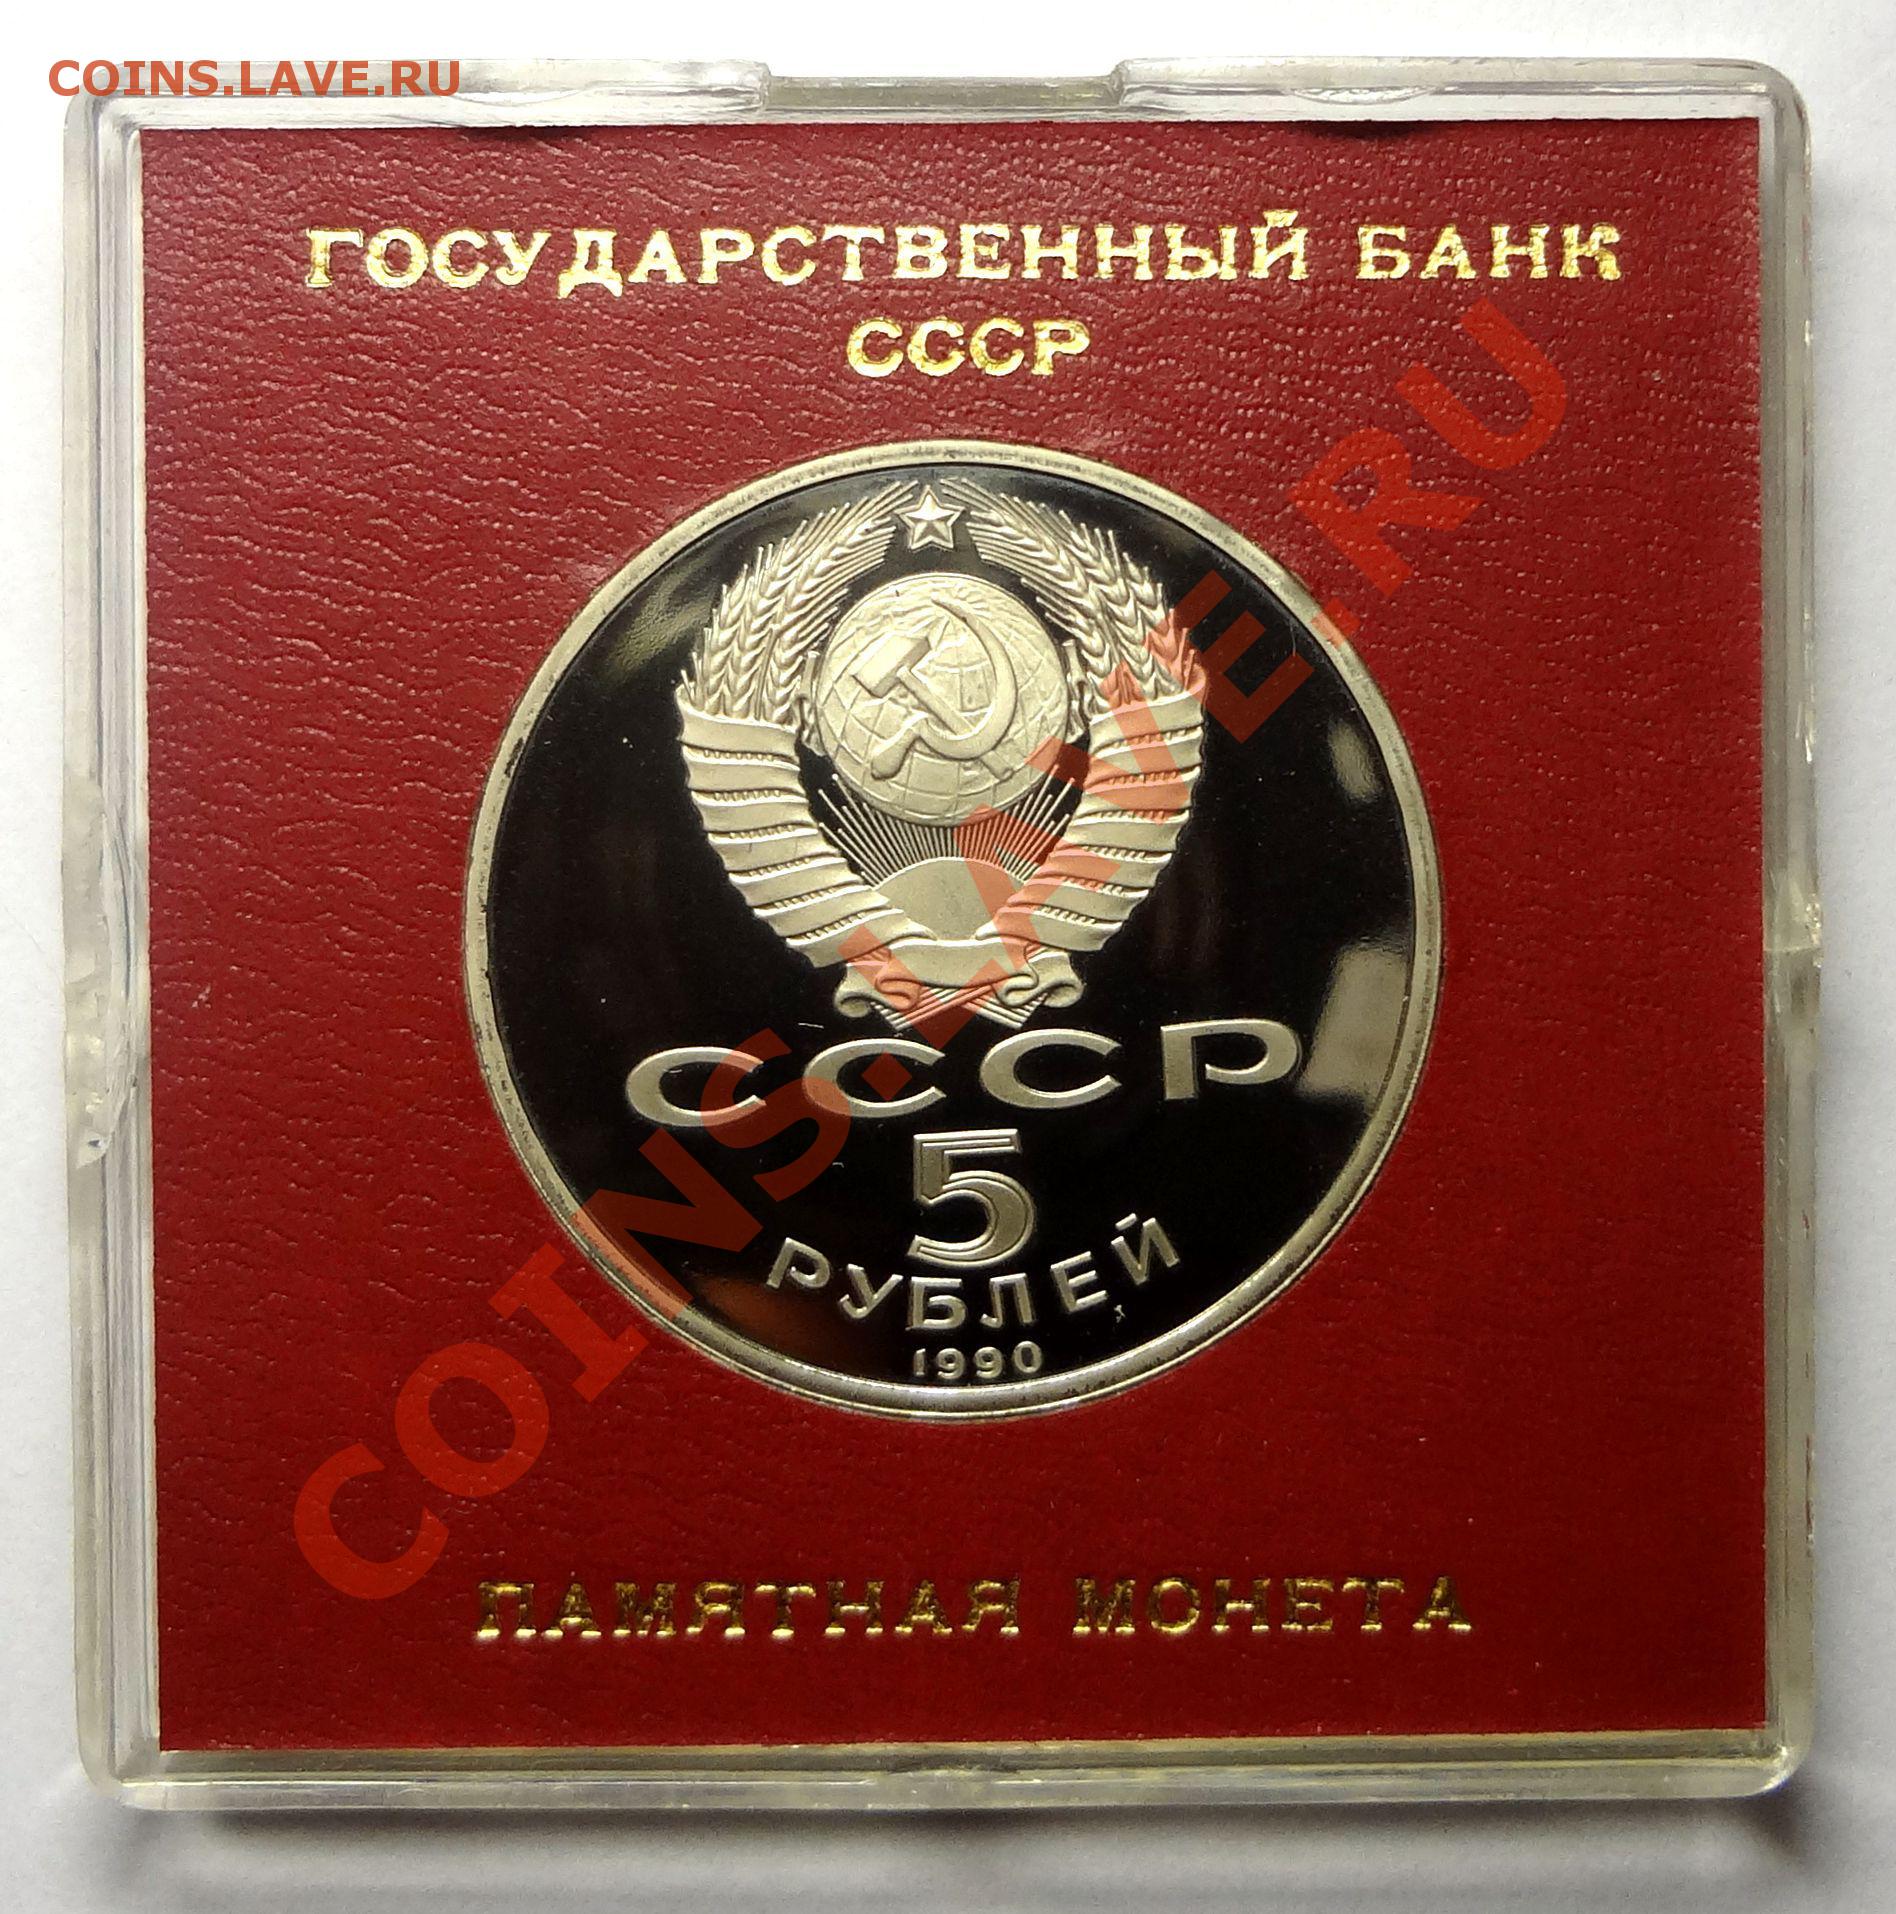 COINS.LAVE.RU
ГОСУДАРСТВЕННЫЙ БАНК
СССР
СССР
5
РУБЛЕЙ
1990
COINS.LAVE.RU
ПАМЯТНАЯ МОНЕТА